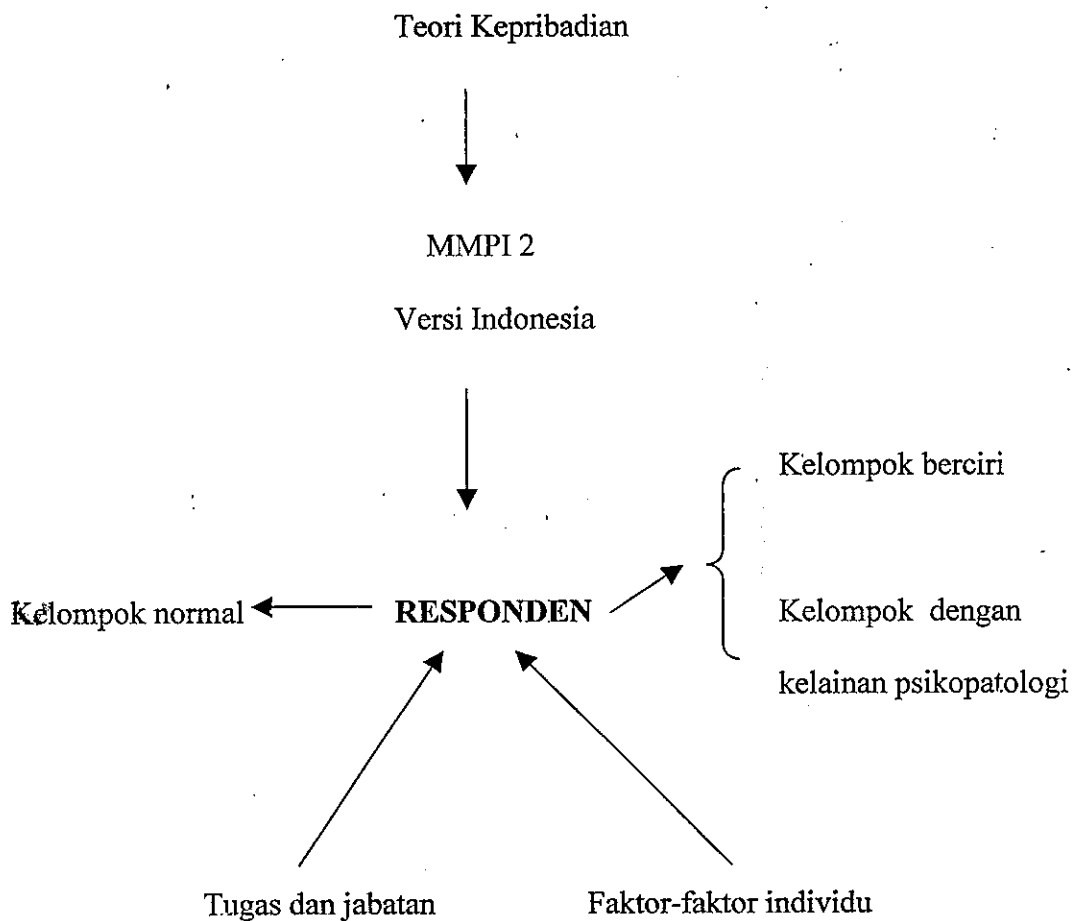 Teori Kepribadian
MMPI 2
Versi Indonesia
Kelompok berciri
Kelompok normal
RESPONDEN
Kelompok dengan
kelainan psikopatologi
Tugas dan jabatan
Faktor-faktor individu